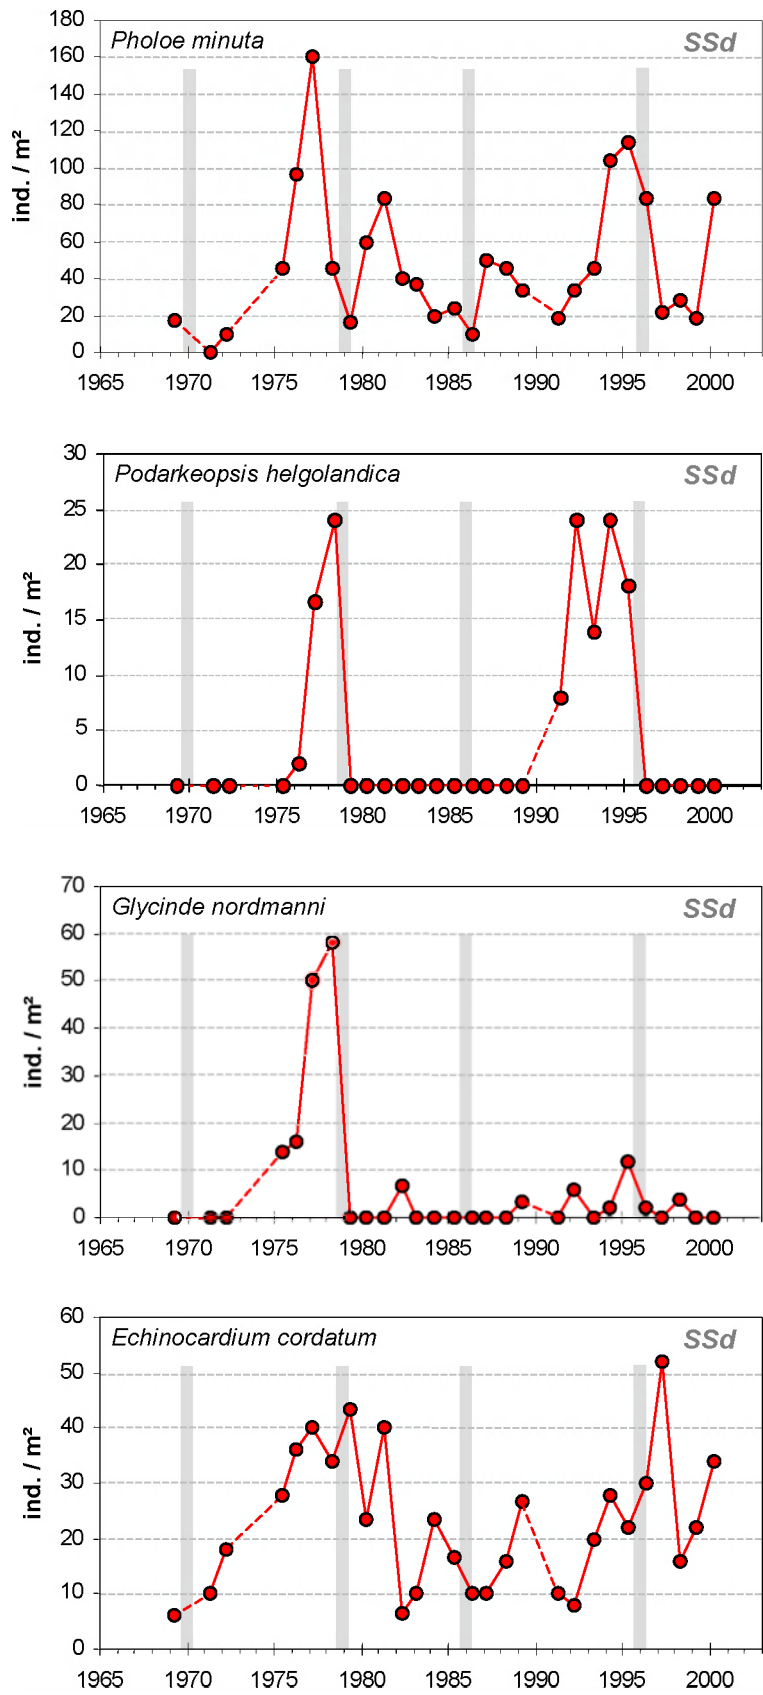 180
Pholoe minuta SSd
160
140
120
100
80
60
40
20
0
ind. / m²
1965 1970 1975 1980 1985 1990 1995 2000
30
Podarkeopsis helgolandica SSd
25
20
15
10
5
0
ind. / m²
1965 1970 1975 1980 1985 1990 1995 2000
70
Glycinde nordmanni SSd
60
50
40
30
20
10
0
ind. / m²
1965 1970 1975 1980 1985 1990 1995 2000
60
Echinocardium cordatum SSd
50
40
30
20
10
0
ind. / m²
1965 1970 1975 1980 1985 1990 1995 2000